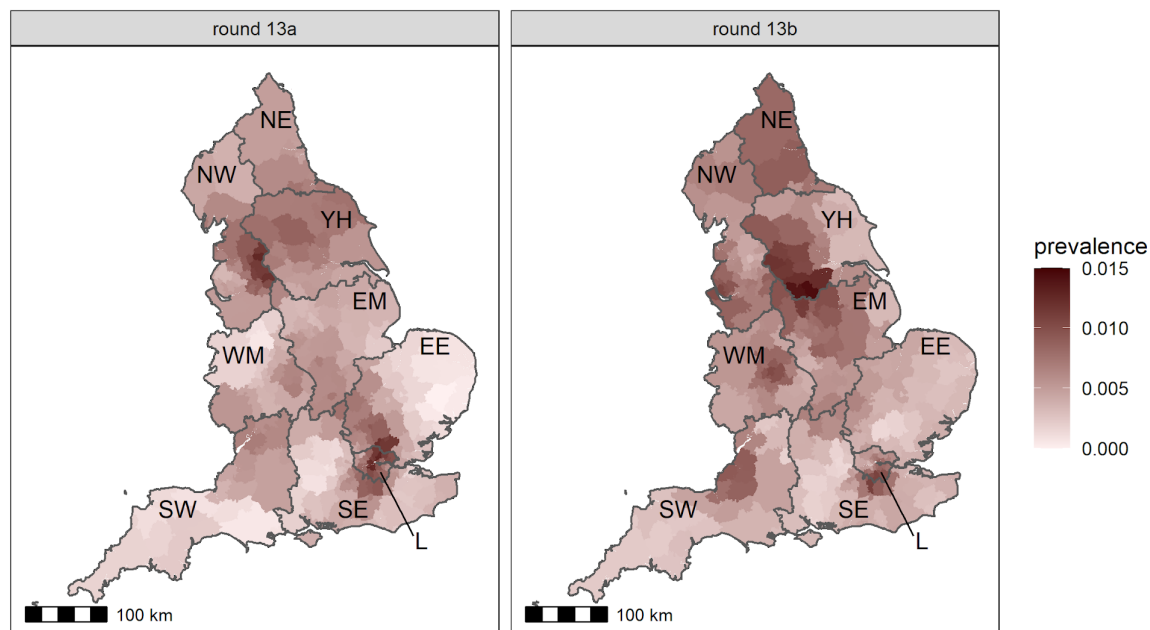 round 13a
round 13b
NE
NW
YH
EM
WM
EE
SW
SE
L
100 km
NE
NW
YH
EM
WM
EE
SW
SE
L
100 km
prevalence
0.015
0.010
0.005
0.000